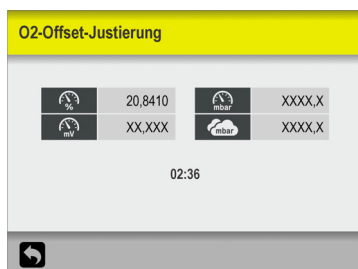 O2-Offset-Justierung
% 20,8410 mbar XXXX,X
mV XX,XXX mbar XXXX,X
02:36